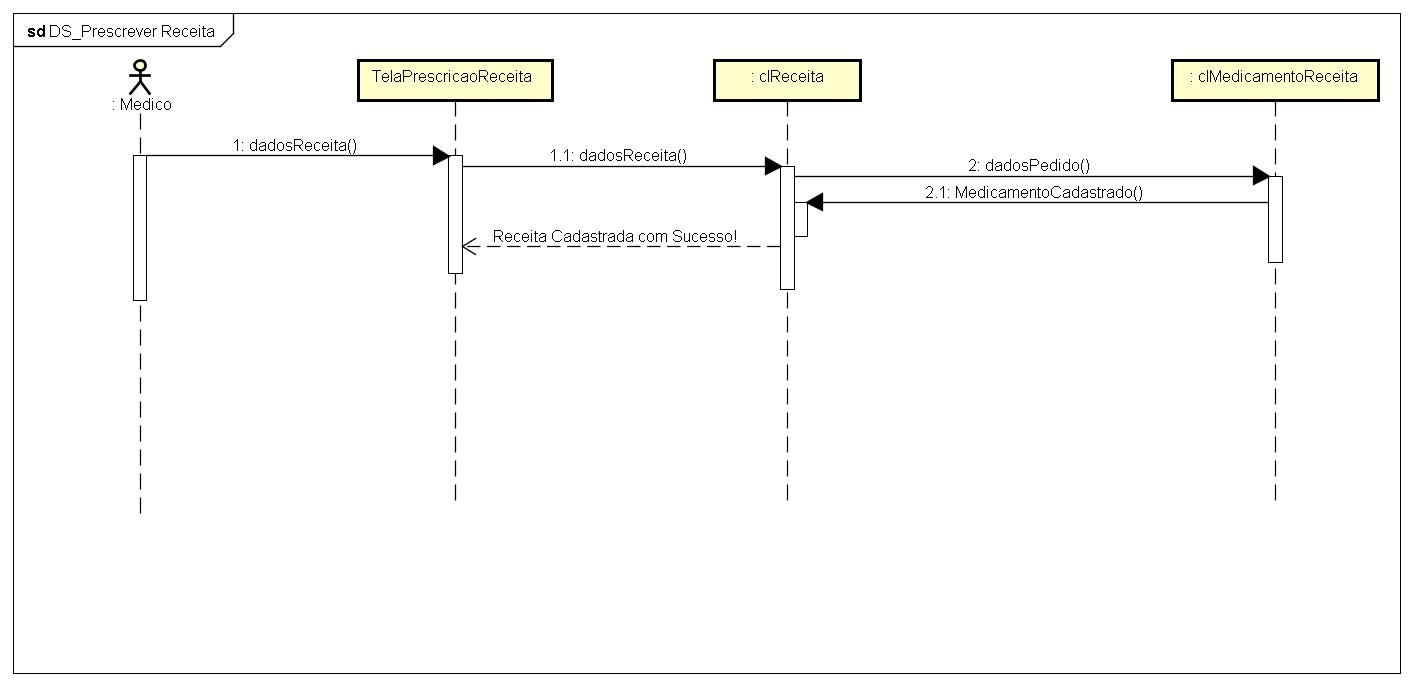 sd DS_Prescrever Receita
: Medico
TelaPrescricaoReceita
: clReceita
: clMedicamentoReceita
1: dadosReceita()
1.1: dadosReceita()
2: dadosPedido()
2.1: MedicamentoCadastrado()
Receita Cadastrada com Sucesso!